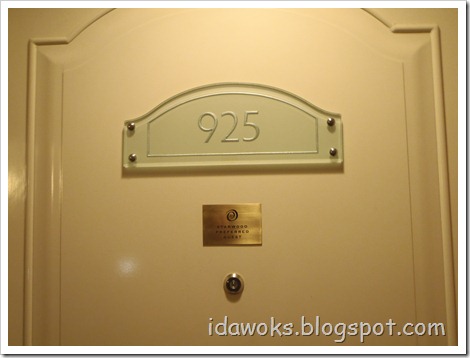 925
STARWOOD
PREFERRED
GUEST
idawoks.blogspot.com